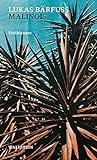 LUKAS BÄRFUSS
MALINOIS
Erzählungen
WALLSTEIN